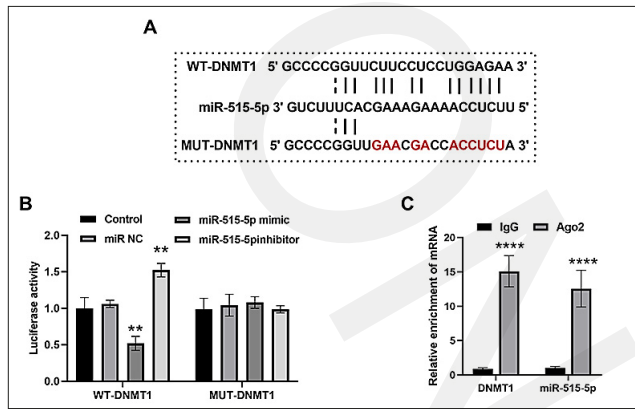 A
WT-DNMT1 5' GCCCCGGUUCUUCCUCCUGGAGAA 3'
miR-515-5p 3' GUCUUUCACGAAAGAAAACCUCUU 5'
MUT-DNMT1 5' GCCCCGGUUGAACGACCACCUCUA 3'
B
Control
miR-515-5p mimic
miR NC
miR-515-5pinhibitor
Luciferase activity
2.0
1.5
1.0
0.5
0.0
**
**
WT-DNMT1
MUT-DNMT1
C
IgG
Ago2
Relative enrichment of mRNA
20
15
10
5
0
****
****
DNMT1
miR-515-5p